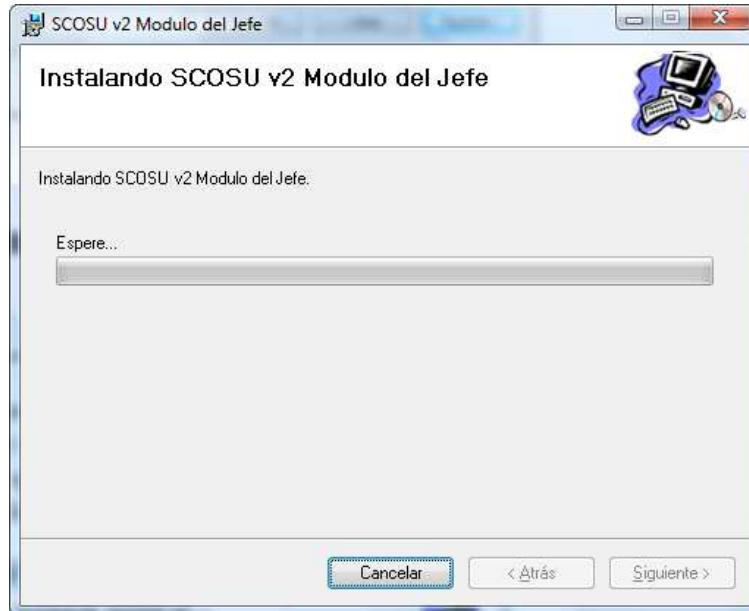 SCOSU v2 Modulo del Jefe
Instalando SCOSU v2 Modulo del Jefe
Instalando SCOSU v2 Modulo del Jefe.
Espere...
Cancelar
< Atrás
Siguiente >